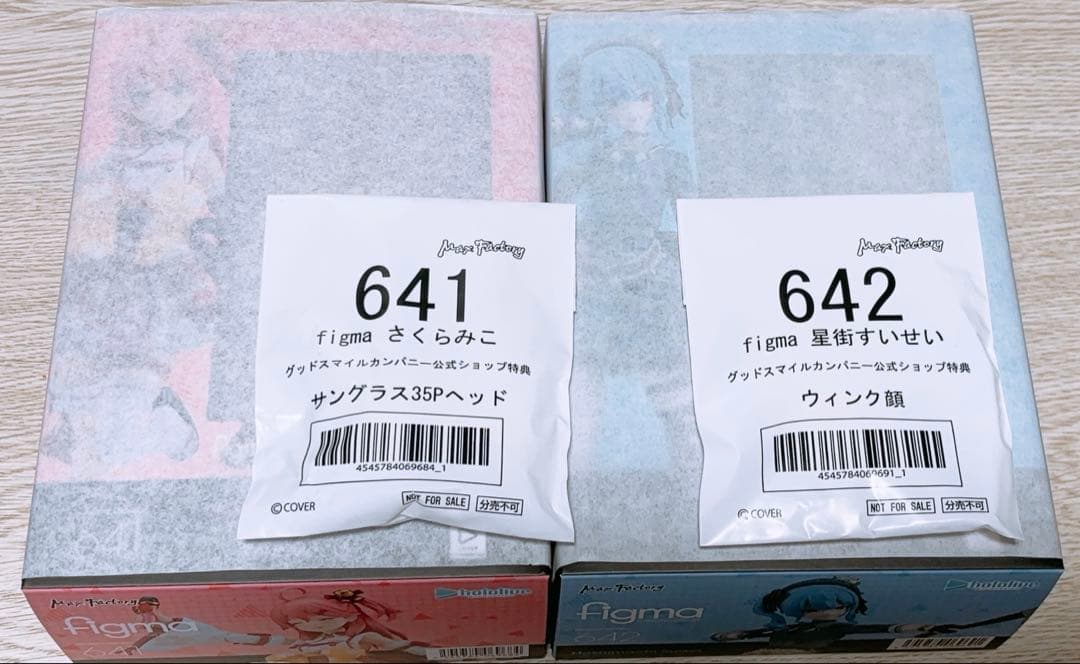 Max Factory
641
figma さくらみこ
グッドスマイルカンパニー公式ショップ特典
サングラス35Pヘッド
4545784069684_1
©COVER
NOT FOR SALE
分売不可
Max Factory
642
figma 星街すいせい
グッドスマイルカンパニー公式ショップ特典
ウィンク顔
4545784069691_1
©COVER
NOT FOR SALE
分売不可
641
Max Factory
hololive
figma
641
hololive
figma
642